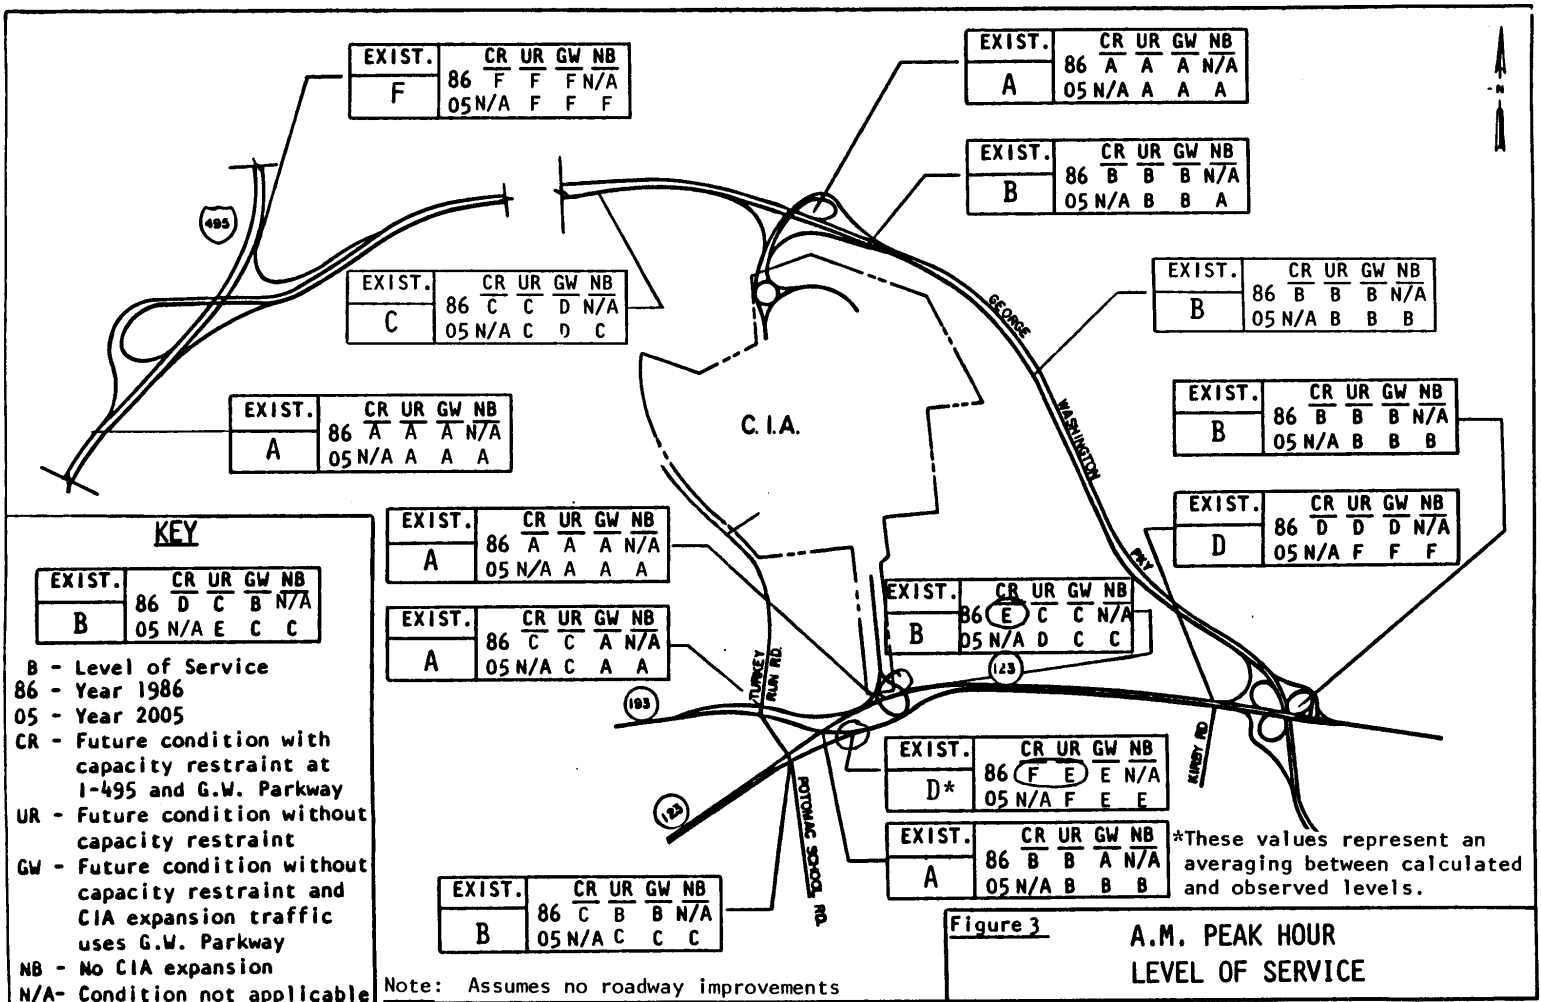 EXIST. CR UR GW NB
F 86 F F F N/A
05 N/A F F F
EXIST. CR UR GW NB
A 86 A A A N/A
05 N/A A A A
- N
EXIST. CR UR GW NB
B 86 B B B N/A
05 N/A B B A
495
EXIST. CR UR GW NB
C 86 C C D N/A
05 N/A C D C
EXIST. CR UR GW NB
B 86 B B B N/A
05 N/A B B B
GEORGE
WASHINGTON
PKY
C.I.A.
EXIST. CR UR GW NB
A 86 A A A N/A
05 N/A A A A
EXIST. CR UR GW NB
B 86 B B B N/A
05 N/A B B B
EXIST. CR UR GW NB
D 86 D D D N/A
05 N/A F F F
EXIST. CR UR GW NB
A 86 A A A N/A
05 N/A A A A
EXIST. CR UR GW NB
B 86 E C C N/A
05 N/A D C C
EXIST. CR UR GW NB
A 86 C C A N/A
05 N/A C A A
TURKEY
RUN RD.
193
123
KIRBY RD
123
POTOMAC SCHOOL RD.
EXIST. CR UR GW NB
D* 86 F E E N/A
05 N/A F E E
EXIST. CR UR GW NB
A 86 B B A N/A
05 N/A B B B
*These values represent an
averaging between calculated
and observed levels.
EXIST. CR UR GW NB
B 86 C B B N/A
05 N/A C C C
KEY
EXIST. CR UR GW NB
B 86 D C B N/A
05 N/A E C C
B - Level of Service
86 - Year 1986
05 - Year 2005
CR - Future condition with
capacity restraint at
I-495 and G.W. Parkway
UR - Future condition without
capacity restraint
GW - Future condition without
capacity restraint and
CIA expansion traffic
uses G.W. Parkway
NB - No CIA expansion
N/A- Condition not applicable
Note: Assumes no roadway improvements
Figure 3
A.M. PEAK HOUR
LEVEL OF SERVICE